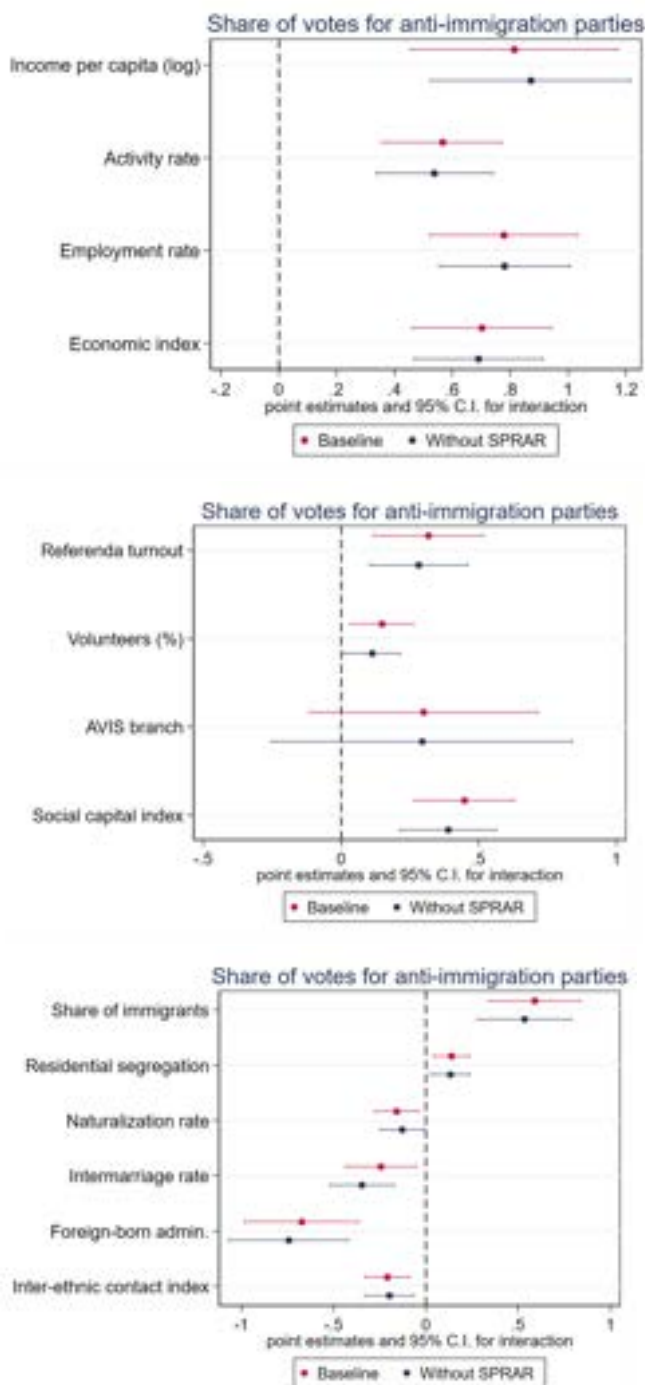 Share of votes for anti-immigration parties
Income per capita (log)
Activity rate
Employment rate
Economic index
-.2 0 .2 .4 .6 .8 1 1.2
point estimates and 95% C.I. for interaction
Baseline Without SPRAR
Share of votes for anti-immigration parties
Referenda turnout
Volunteers (%)
AVIS branch
Social capital index
-.5 0 .5 1
point estimates and 95% C.I. for interaction
Baseline Without SPRAR
Share of votes for anti-immigration parties
Share of immigrants
Residential segregation
Naturalization rate
Intermarriage rate
Foreign-born admin.
Inter-ethnic contact index
-1 -.5 0 .5 1
point estimates and 95% C.I. for interaction
Baseline Without SPRAR